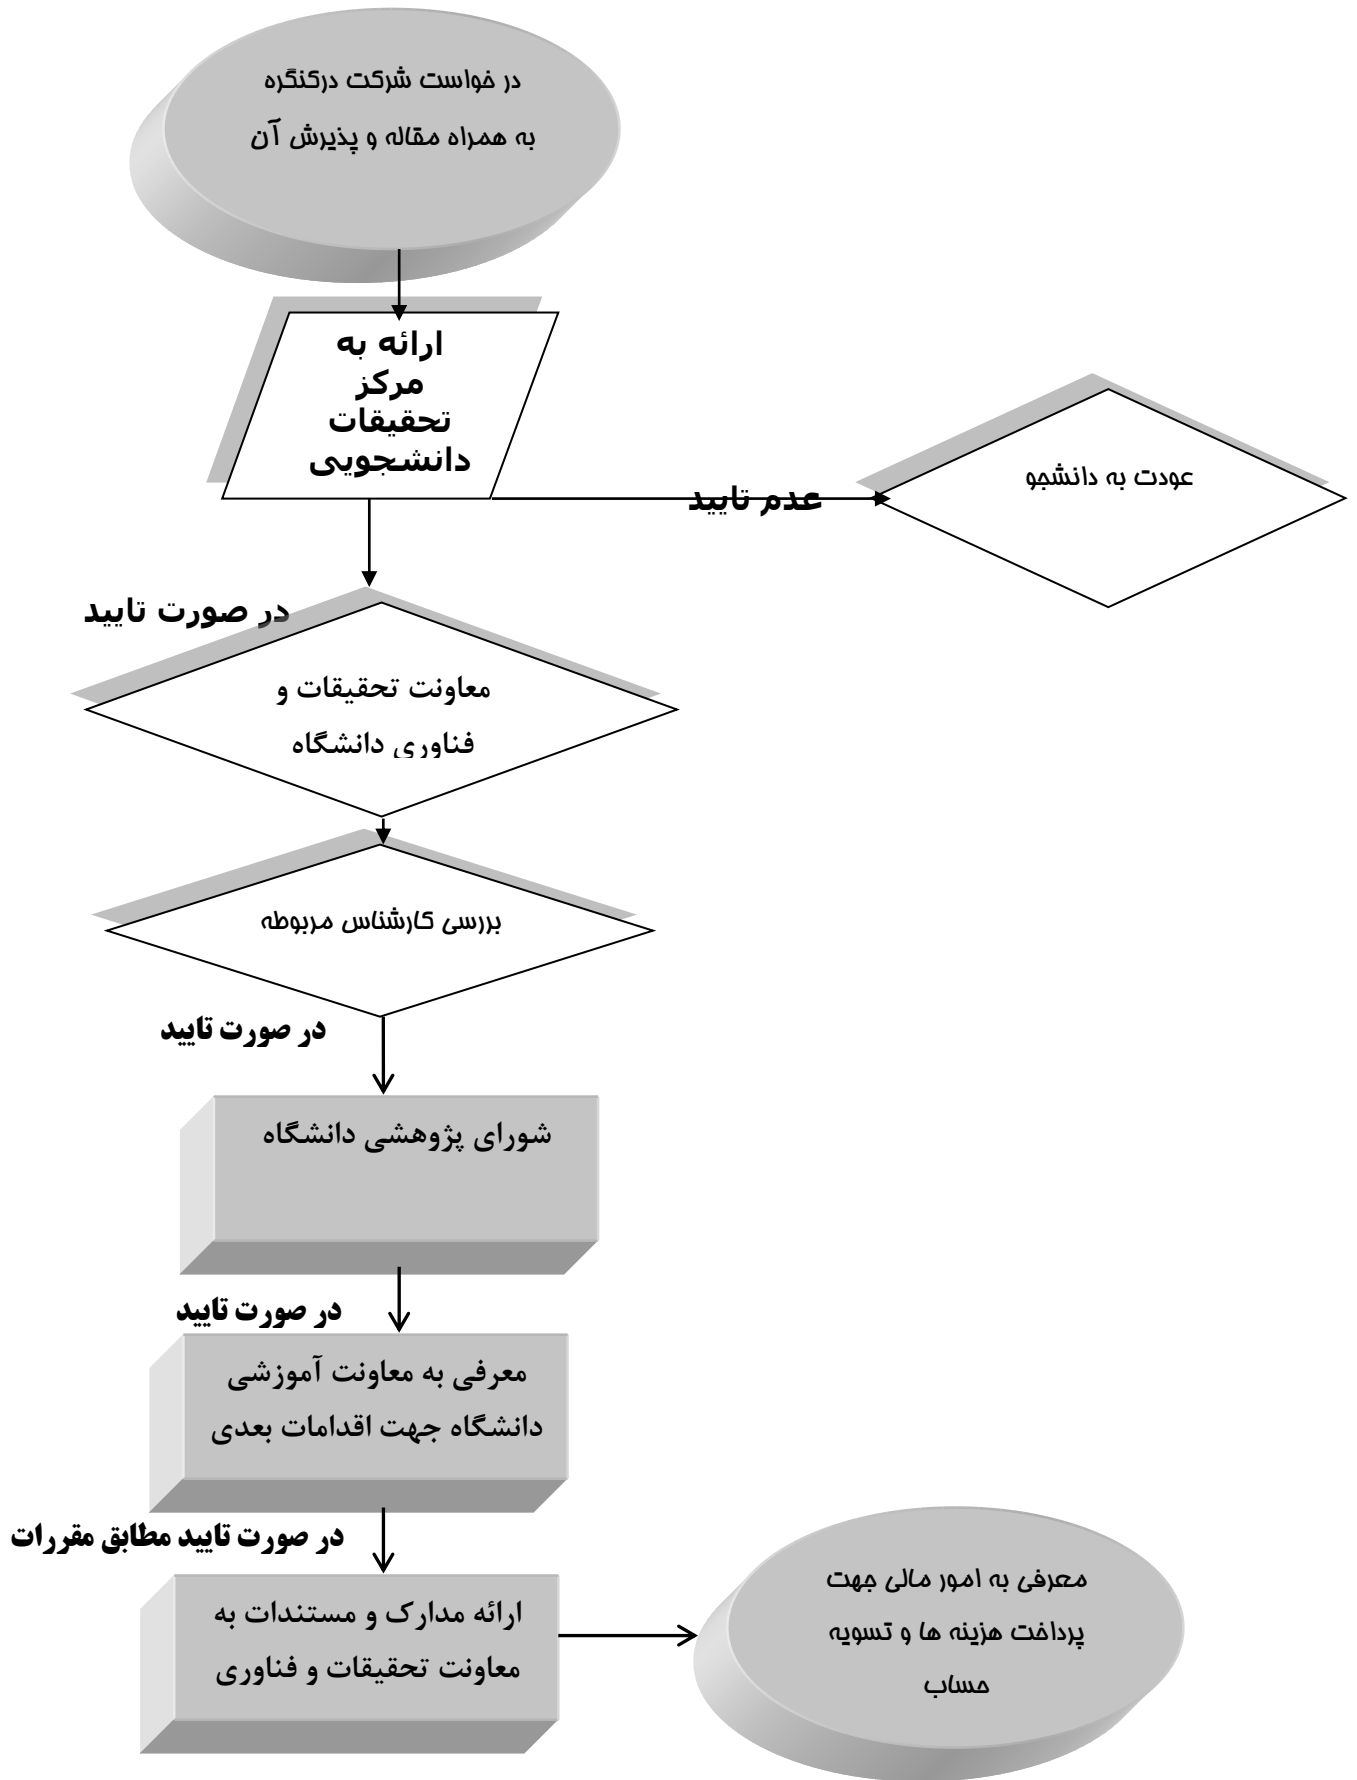 در خواست شرکت درکنگره
به همراه مقاله و پذیرش آن
ارائه به
مرکز
تحقیقات
دانشجویی
عدم تایید
عودت به دانشجو
در صورت تایید
معاونت تحقیقات و
فناوری دانشگاه
بررسی کارشناس مربوطه
در صورت تایید
شورای پژوهشی دانشگاه
در صورت تایید
معرفی به معاونت آموزشی
دانشگاه جهت اقدامات بعدی
در صورت تایید مطابق مقررات
ارائه مدارک و مستندات به
معاونت تحقیقات و فناوری
معرفی به امور مالی جهت
پرداخت هزینه ها و تسویه
حساب